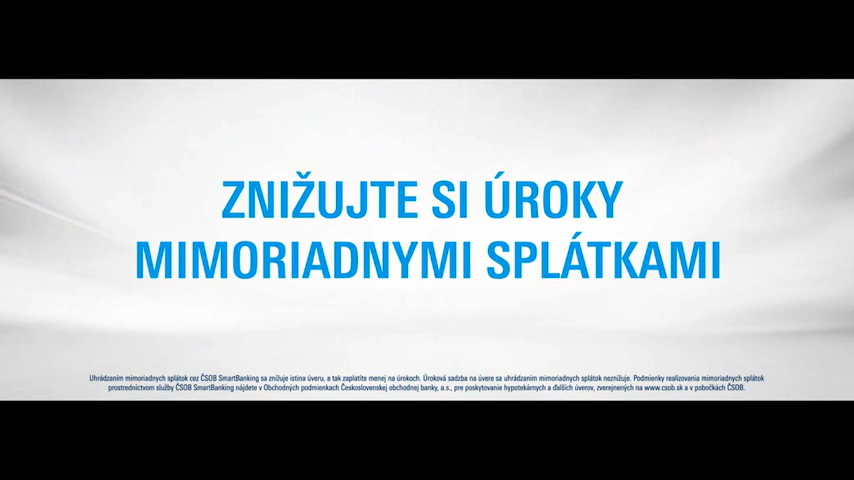 ZNIŽUJTE SI ÚROKY
MIMORIADNYMI SPLÁTKAMI
Uhrádzaním mimoriadnych splátok cez ČSOB SmartBanking sa znižuje istina úveru, a tak zaplatíte menej na úrokoch. Úroková sadzba na úvere sa uhrádzaním mimoriadnych splátok neznižuje. Podmienky realizovania mimoriadnych splátok
prostredníctvom služby ČSOB SmartBanking nájdete v Obchodných podmienkach Československej obchodnej banky, a.s., pre poskytovanie hypotekárnych a ďalších úverov, zverejnených na www.csob.sk a v pobočkách ČSOB.